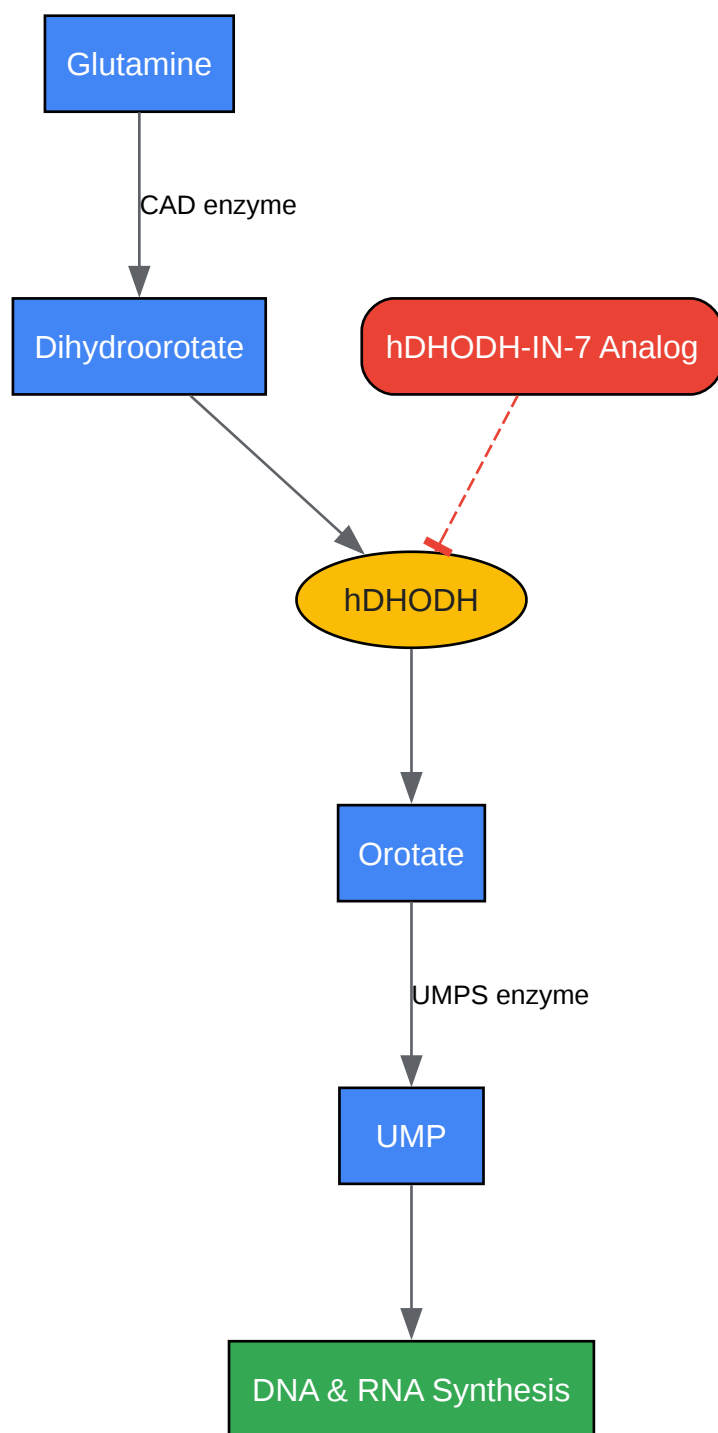 Glutamine
CAD enzyme
Dihydroorotate
hDHODH-IN-7 Analog
hDHODH
Orotate
UMPS enzyme
UMP
DNA & RNA Synthesis